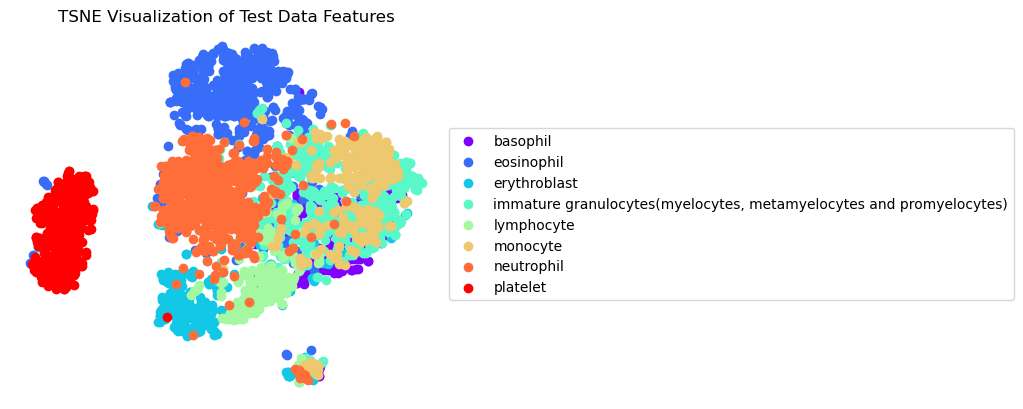 TSNE Visualization of Test Data Features
basophil
eosinophil
erythroblast
immature granulocytes(myelocytes, metamyelocytes and promyelocytes)
lymphocyte
monocyte
neutrophil
platelet